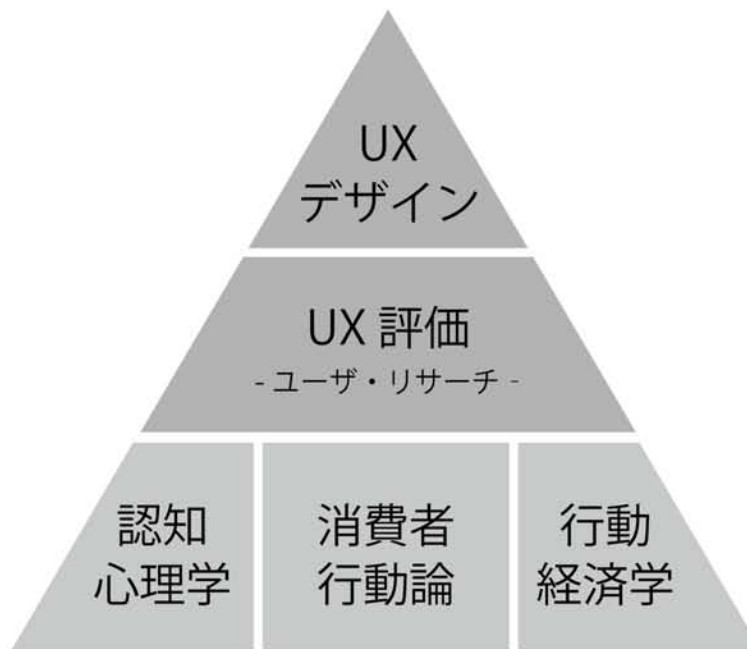 UX
デザイン
UX 評価
- ユーザ・リサーチ -
認知
心理学
消費者
行動論
行動
経済学